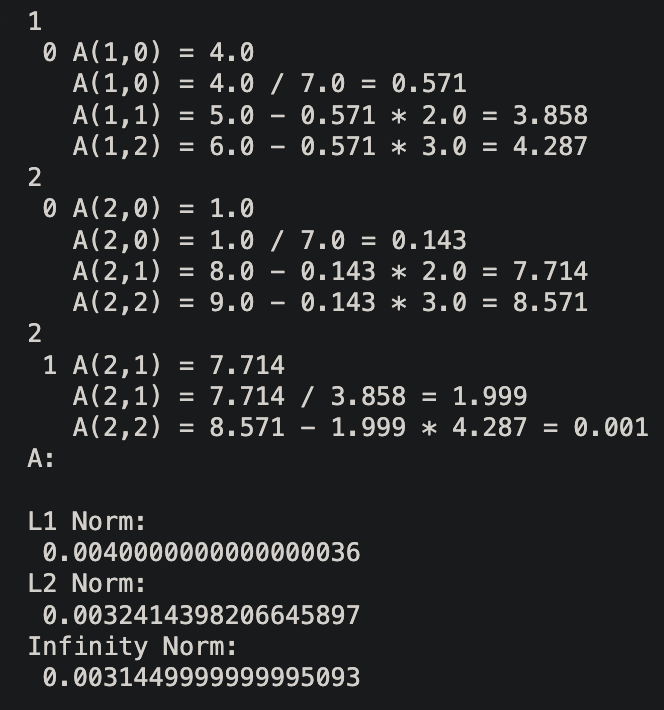 1
0 A(1,0) = 4.0
A(1,0) = 4.0 / 7.0 = 0.571
A(1,1) = 5.0 - 0.571 * 2.0 = 3.858
A(1,2) = 6.0 - 0.571 * 3.0 = 4.287
2
0 A(2,0) = 1.0
A(2,0) = 1.0 / 7.0 = 0.143
A(2,1) = 8.0 - 0.143 * 2.0 = 7.714
A(2,2) = 9.0 - 0.143 * 3.0 = 8.571
2
1 A(2,1) = 7.714
A(2,1) = 7.714 / 3.858 = 1.999
A(2,2) = 8.571 - 1.999 * 4.287 = 0.001
A:
L1 Norm:
0.0040000000000000036
L2 Norm:
0.0032414398206645897
Infinity Norm:
0.0031449999999995093